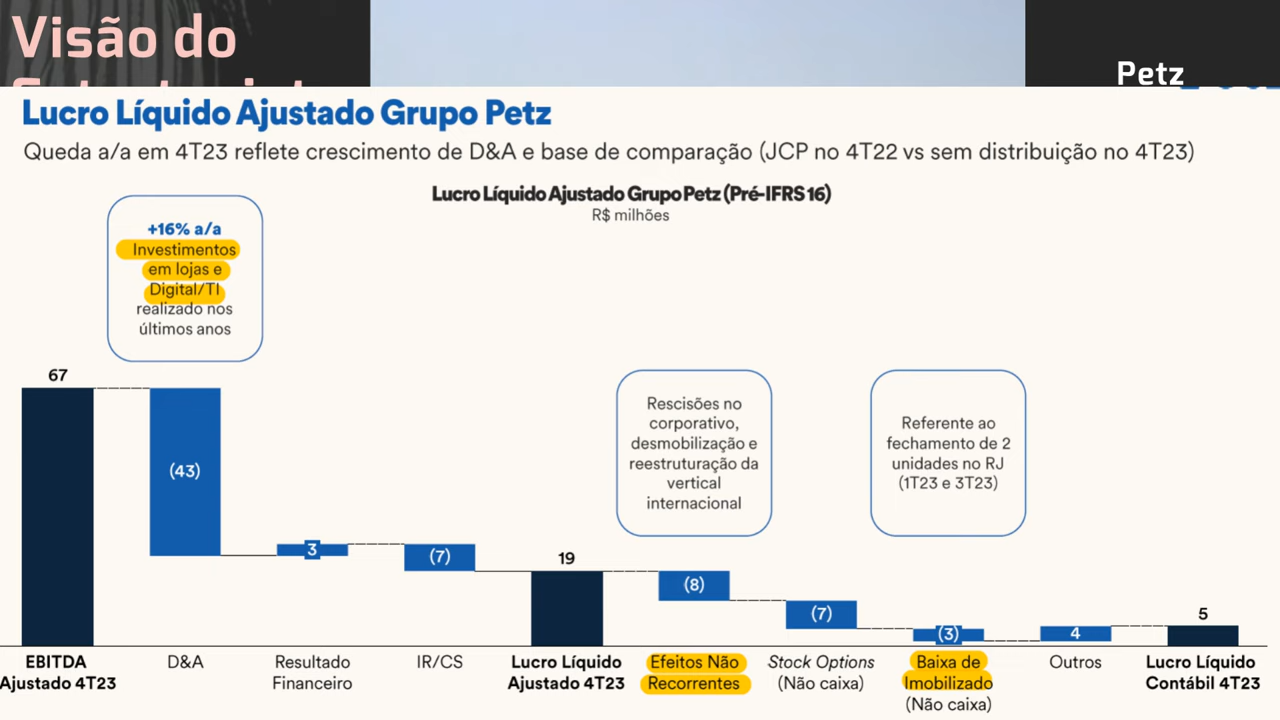 Visão do
Petz
Lucro Líquido Ajustado Grupo Petz
Queda a/a em 4T23 reflete crescimento de D&A e base de comparação (JCP no 4T22 vs sem distribuição no 4T23)
Lucro Líquido Ajustado Grupo Petz (Pré-IFRS 16)
R$ milhões
+16% a/a
Investimentos
em lojas e
Digital/TI
realizado nos
últimos anos
Rescisões no
corporativo,
desmobilização e
reestruturação da
vertical
internacional
Referente ao
fechamento de 2
unidades no RJ
(1T23 e 3T23)
67
(43)
3
(7)
19
(8)
(7)
(3)
4
5
EBITDA
Ajustado 4T23
D&A
Resultado
Financeiro
IR/CS
Lucro Líquido
Ajustado 4T23
Efeitos Não
Recorrentes
Stock Options
(Não caixa)
Baixa de
Imobilizado
(Não caixa)
Outros
Lucro Líquido
Contábil 4T23